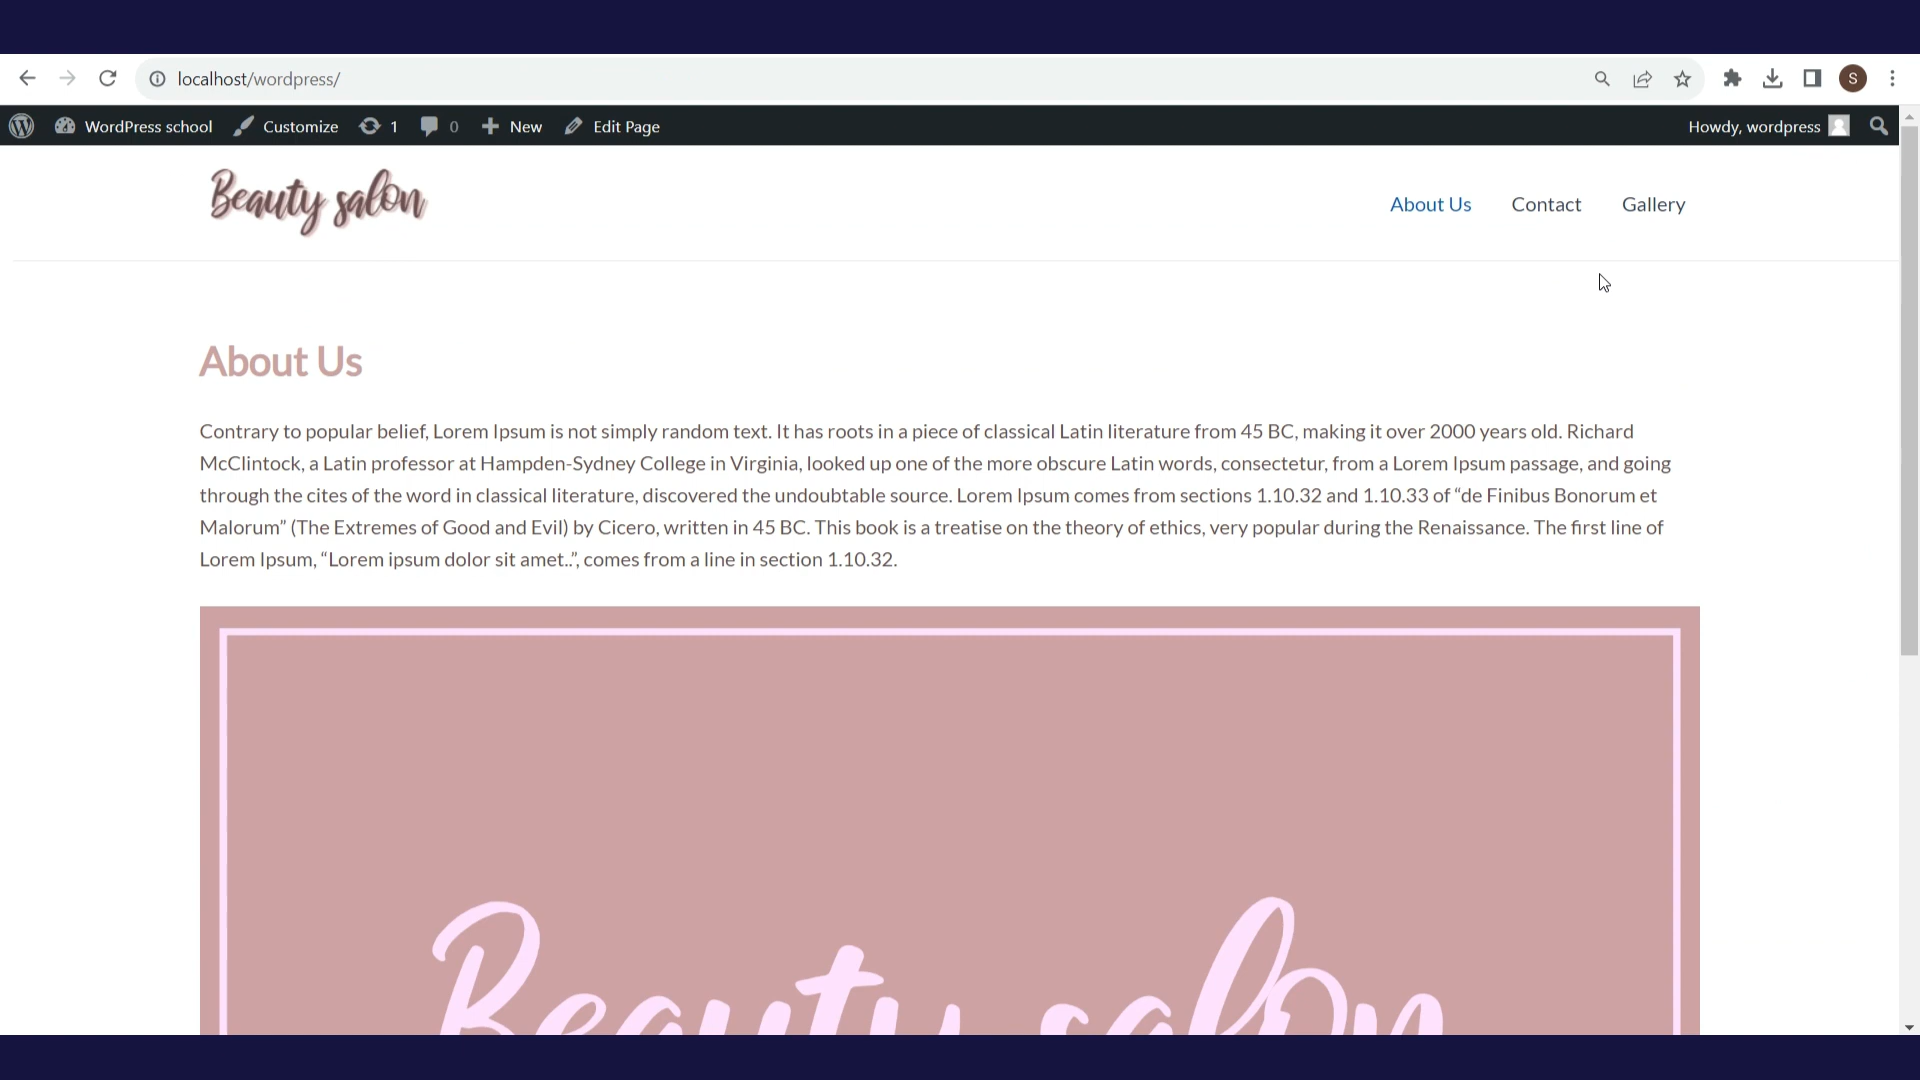 localhost/wordpress/
S
WordPress school Customize 1 0 New Edit Page Howdy, wordpress
Beauty salon
About Us Contact Gallery
About Us
Contrary to popular belief, Lorem Ipsum is not simply random text. It has roots in a piece of classical Latin literature from 45 BC, making it over 2000 years old. Richard
McClintock, a Latin professor at Hampden-Sydney College in Virginia, looked up one of the more obscure Latin words, consectetur, from a Lorem Ipsum passage, and going
through the cites of the word in classical literature, discovered the undoubtable source. Lorem Ipsum comes from sections 1.10.32 and 1.10.33 of “de Finibus Bonorum et
Malorum” (The Extremes of Good and Evil) by Cicero, written in 45 BC. This book is a treatise on the theory of ethics, very popular during the Renaissance. The first line of
Lorem Ipsum, “Lorem ipsum dolor sit amet..”, comes from a line in section 1.10.32.
Beauty salon